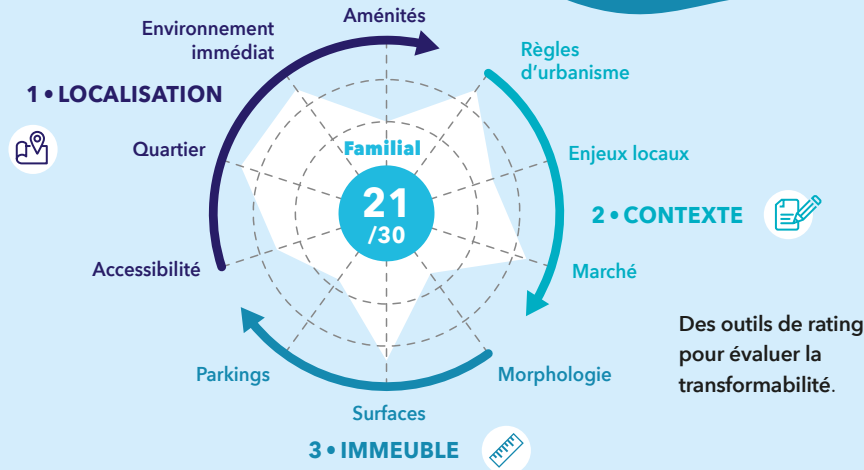 Aménités
Environnement
immédiat
Règles
d'urbanisme
1 • LOCALISATION
Quartier
Familial
Enjeux locaux
21
/30
2 • CONTEXTE
Accessibilité
Marché
Des outils de rating
pour évaluer la
transformabilité.
Parkings
Morphologie
Surfaces
3 • IMMEUBLE